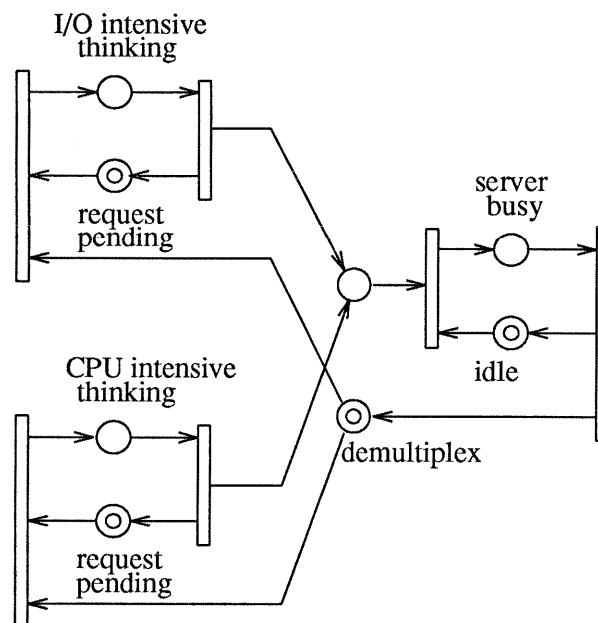 I/O intensive
thinking
request
pending
server
busy
idle
CPU intensive
thinking
demultiplex
request
pending